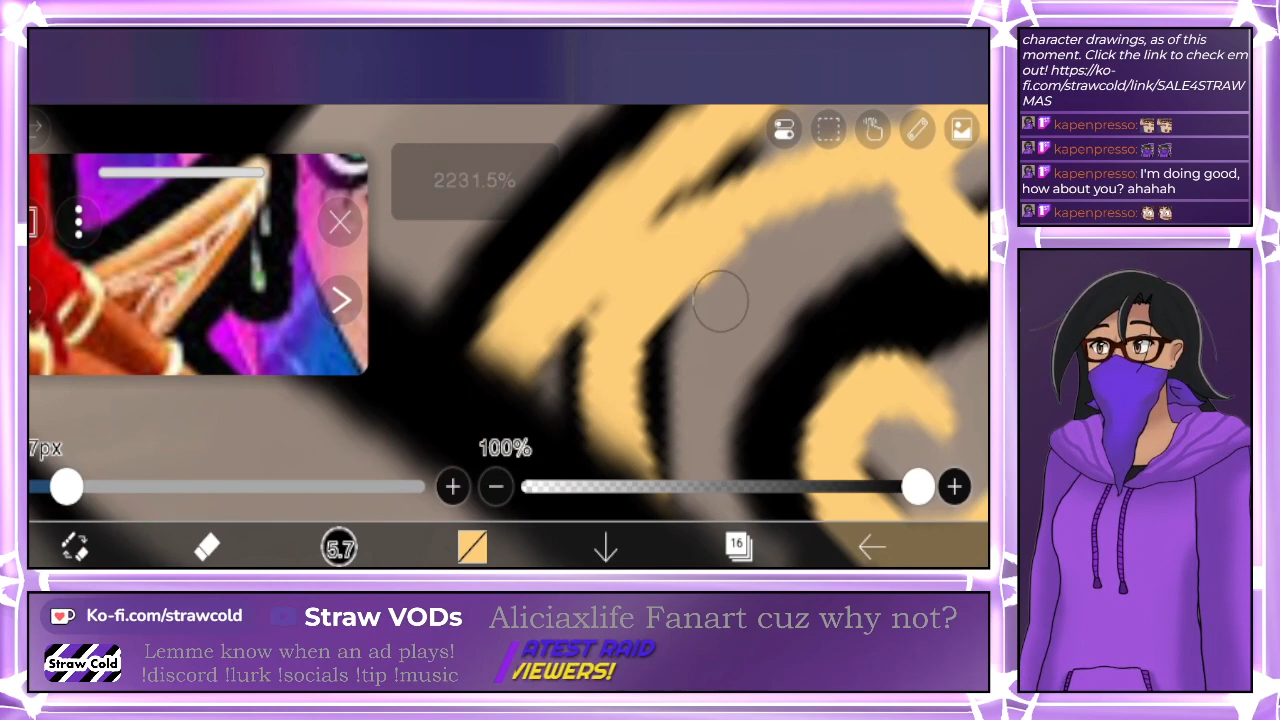 character drawings, as of this
moment. Click the link to check em
out! https://ko-
fi.com/strawcold/link/SALE4STRAW
MAS
kapenpresso:
kapenpresso:
kapenpresso: I'm doing good,
how about you? ahahah
kapenpresso:
2231.5%
7px
100%
5.7
16
Ko-fi.com/strawcold
Straw VODs
Aliciaxlife Fanart cuz why not?
Straw Cold
Lemme know when an ad plays!
!discord !lurk !socials !tip !music
ATEST RAID
VIEWERS!